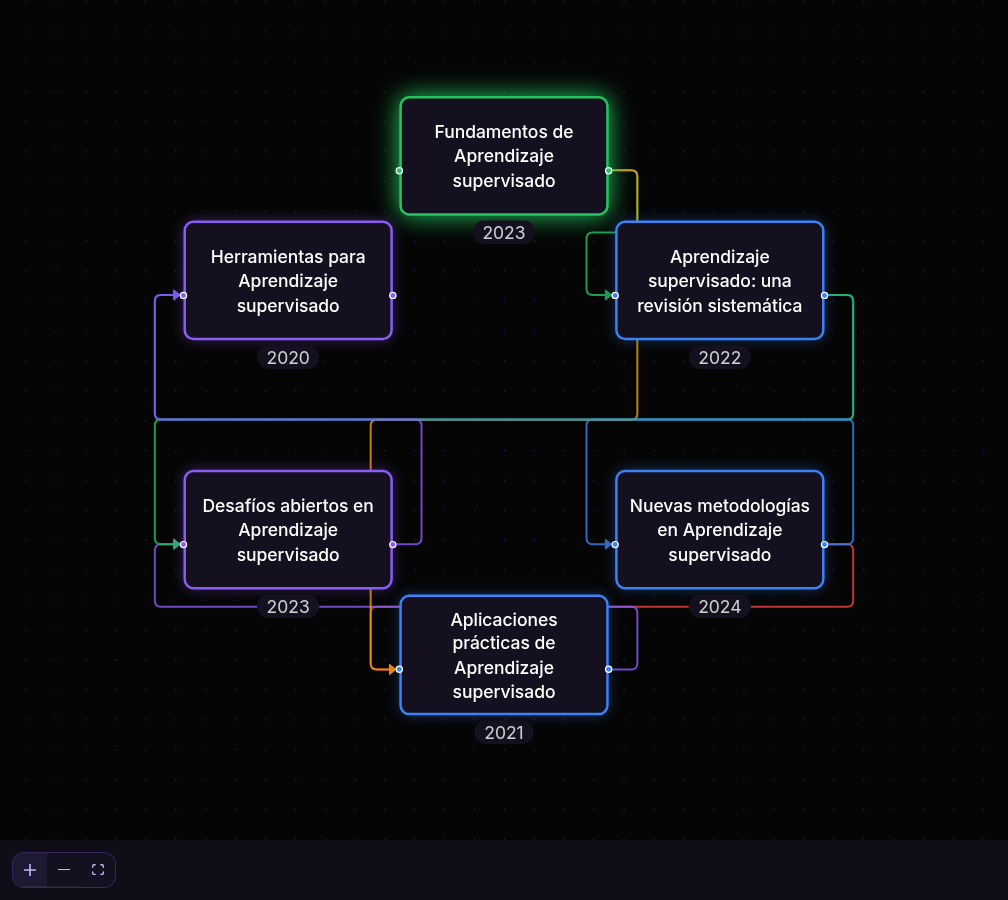 Fundamentos de
Aprendizaje
supervisado
2023
Herramientas para
Aprendizaje
supervisado
2020
Aprendizaje
supervisado: una
revisión sistemática
2022
Desafíos abiertos en
Aprendizaje
supervisado
2023
Nuevas metodologías
en Aprendizaje
supervisado
2024
Aplicaciones
prácticas de
Aprendizaje
supervisado
2021